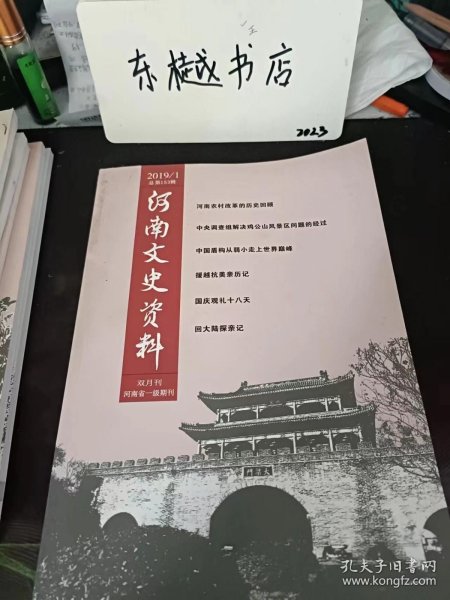 东樾书店
2023
2019/1
总第153辑
河南文史资料
双月刊
河南省一级期刊
河南农村改革的历史回顾
中央调查组解决鸡公山风景区问题的经过
中国盾构从弱小走上世界巅峰
援越抗美亲历记
国庆观礼十八天
回大陆探亲记
孔夫子旧书网
www.kongfz.com